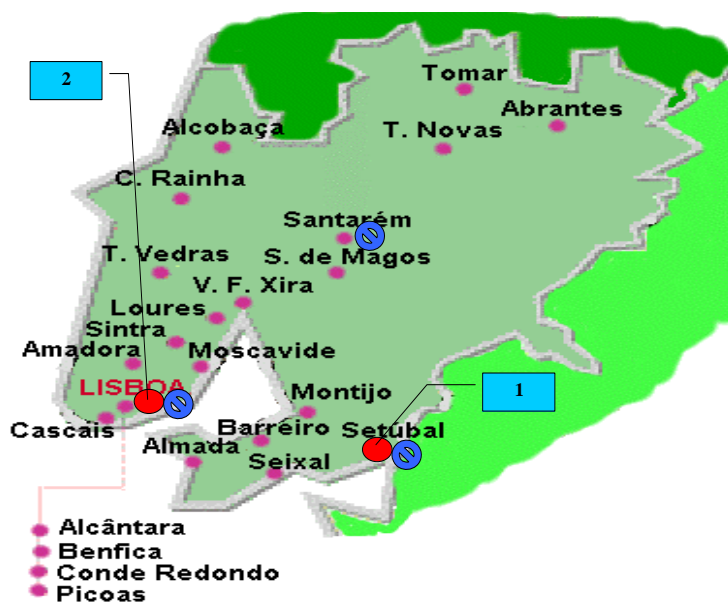 2
Tomar
Abrantes
Alcobaça
T. Novas
C. Rainha
Santarém
T. Vedras
S. de Magos
V. F. Xira
Loures
Sintra
Amadora
Moscavide
LISBOA
1
Montijo
Cascais
Barreiro
Setúbal
Almada
Seixal
Alcântara
Benfica
Conde Redondo
Picoas